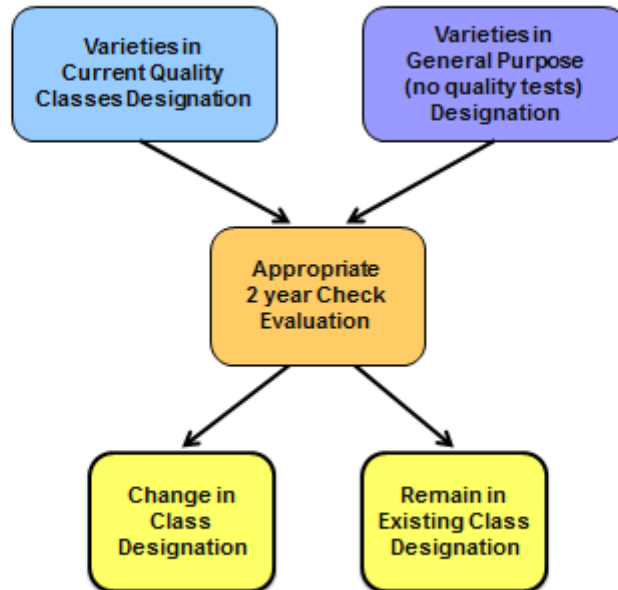 Varieties in
Current Quality
Classes Designation
Varieties in
General Purpose
(no quality tests)
Designation
Appropriate
2 year Check
Evaluation
Change in
Class
Designation
Remain in
Existing Class
Designation